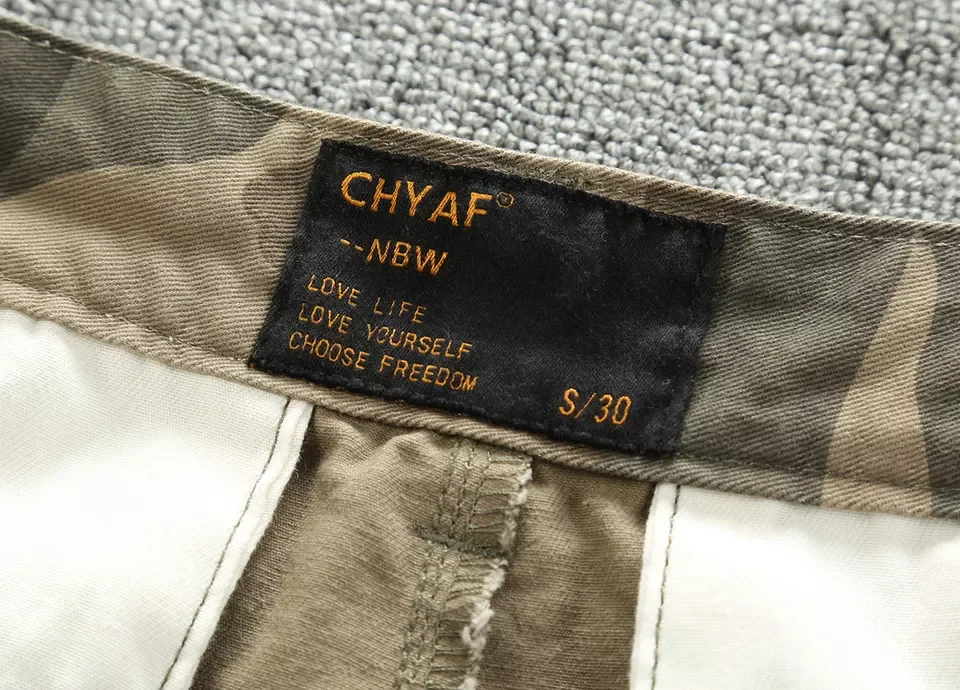 CHYAF®
--NBW
LOVE LIFE
LOVE YOURSELF
CHOOSE FREEDOM
S/30